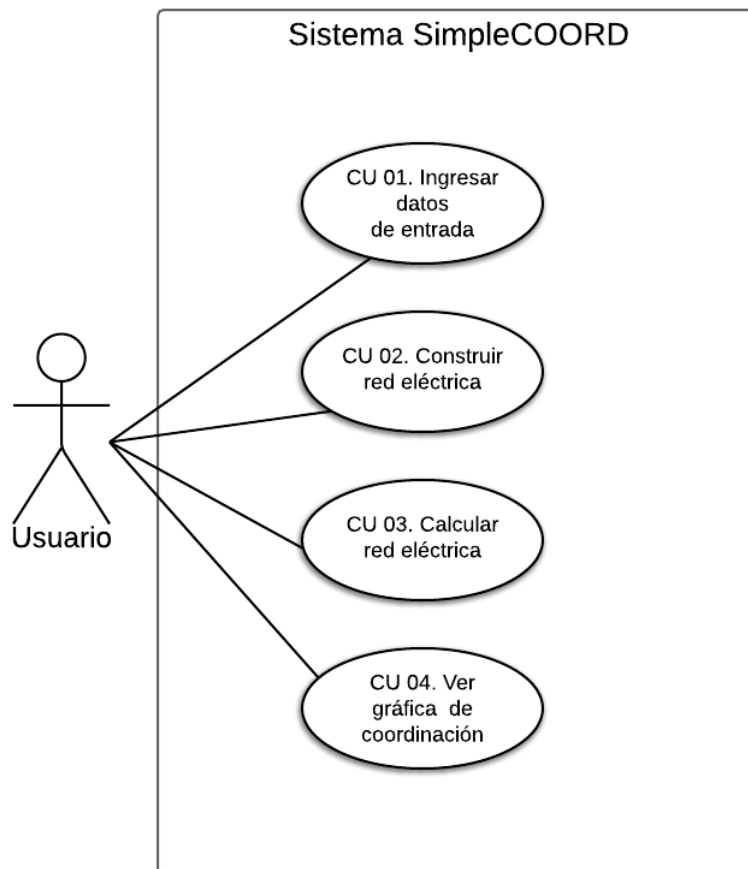 Sistema SimpleCOORD
CU 01. Ingresar
datos
de entrada
CU 02. Construir
red eléctrica
CU 03. Calcular
red eléctrica
Usuario
CU 04. Ver
gráfica de
coordinación